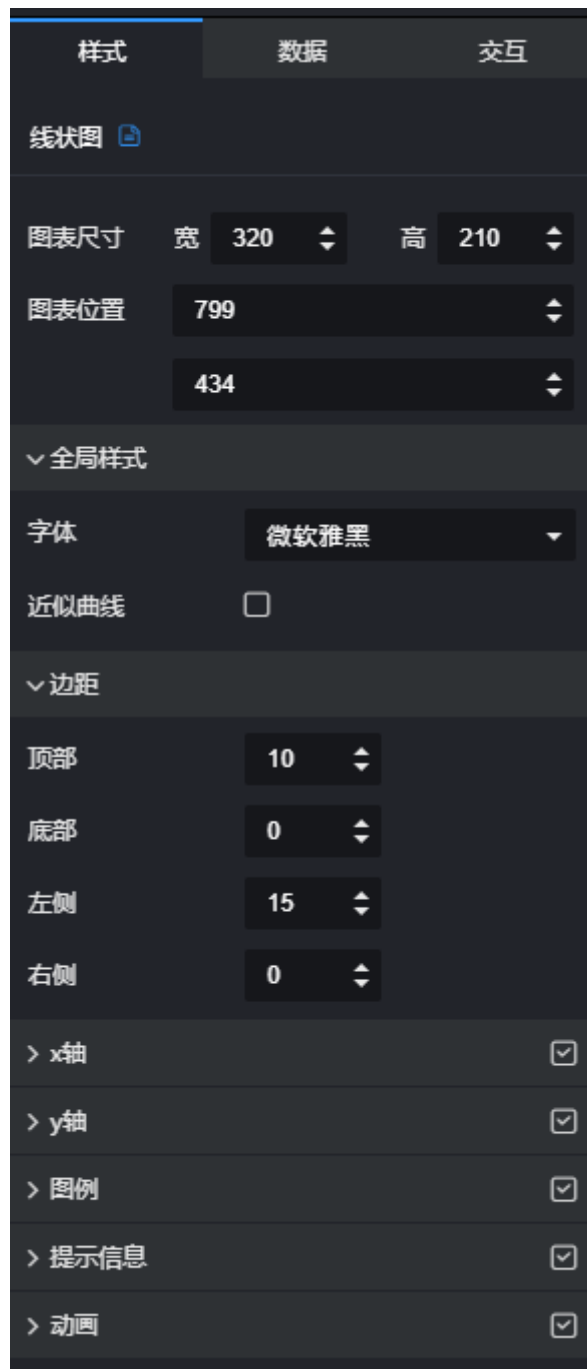 样式 数据 交互
线状图
图表尺寸 宽 320 高 210
图表位置 799
434
全局样式
字体 微软雅黑
近似曲线
边距
顶部 10
底部 0
左侧 15
右侧 0
x轴
y轴
图例
提示信息
动画